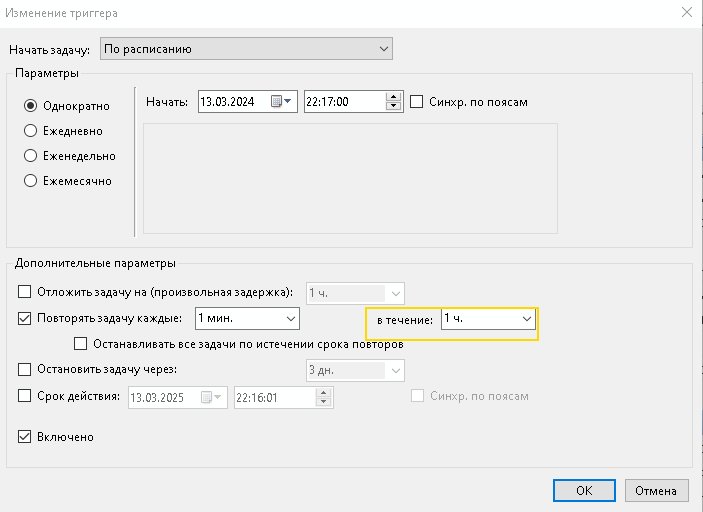 Изменение триггера
Начать задачу: По расписанию
Параметры
Однократно
Ежедневно
Еженедельно
Ежемесячно
Начать: 13.03.2024 22:17:00 Синхр. по поясам
Дополнительные параметры
Отложить задачу на (произвольная задержка): 1 ч.
Повторять задачу каждые: 1 мин. в течение: 1 ч.
Останавливать все задачи по истечении срока повторов
Остановить задачу через: 3 дн.
Срок действия: 13.03.2025 22:16:01 Синхр. по поясам
Включено
OK Отмена